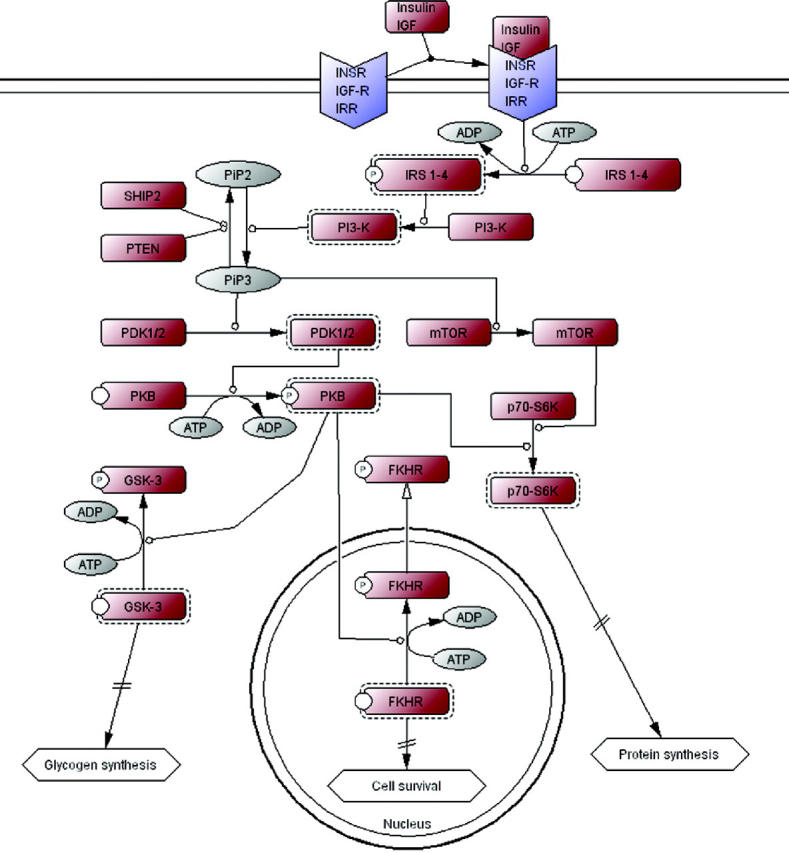 Insulin
IGF
Insulin
IGF
INSR
IGF-R
IRR
INSR
IGF-R
IRR
ADP
ATP
P
IRS 1-4
IRS 1-4
PiP2
SHIP2
PI3-K
PI3-K
PTEN
PiP3
PDK1/2
PDK1/2
mTOR
mTOR
PKB
P
PKB
p70-S6K
ATP
ADP
P
GSK-3
P
FKHR
p70-S6K
ADP
ATP
P
FKHR
GSK-3
ADP
ATP
FKHR
Glycogen synthesis
Protein synthesis
Cell survival
Nucleus